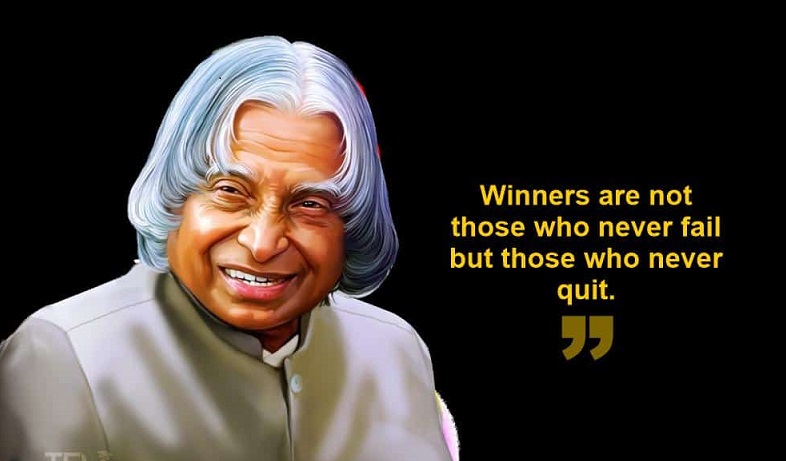 Winners are not
those who never fail
but those who never
quit.
”